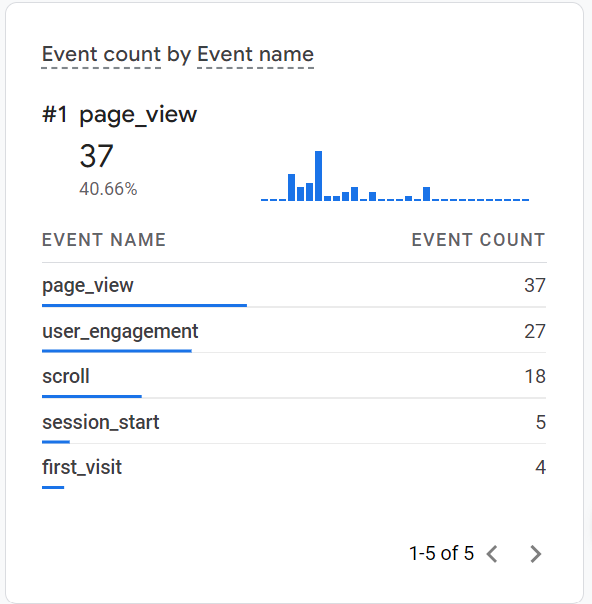 Event count by Event name
#1 page_view
37
40.66%
EVENT NAME EVENT COUNT
page_view 37
user_engagement 27
scroll 18
session_start 5
first_visit 4
1-5 of 5